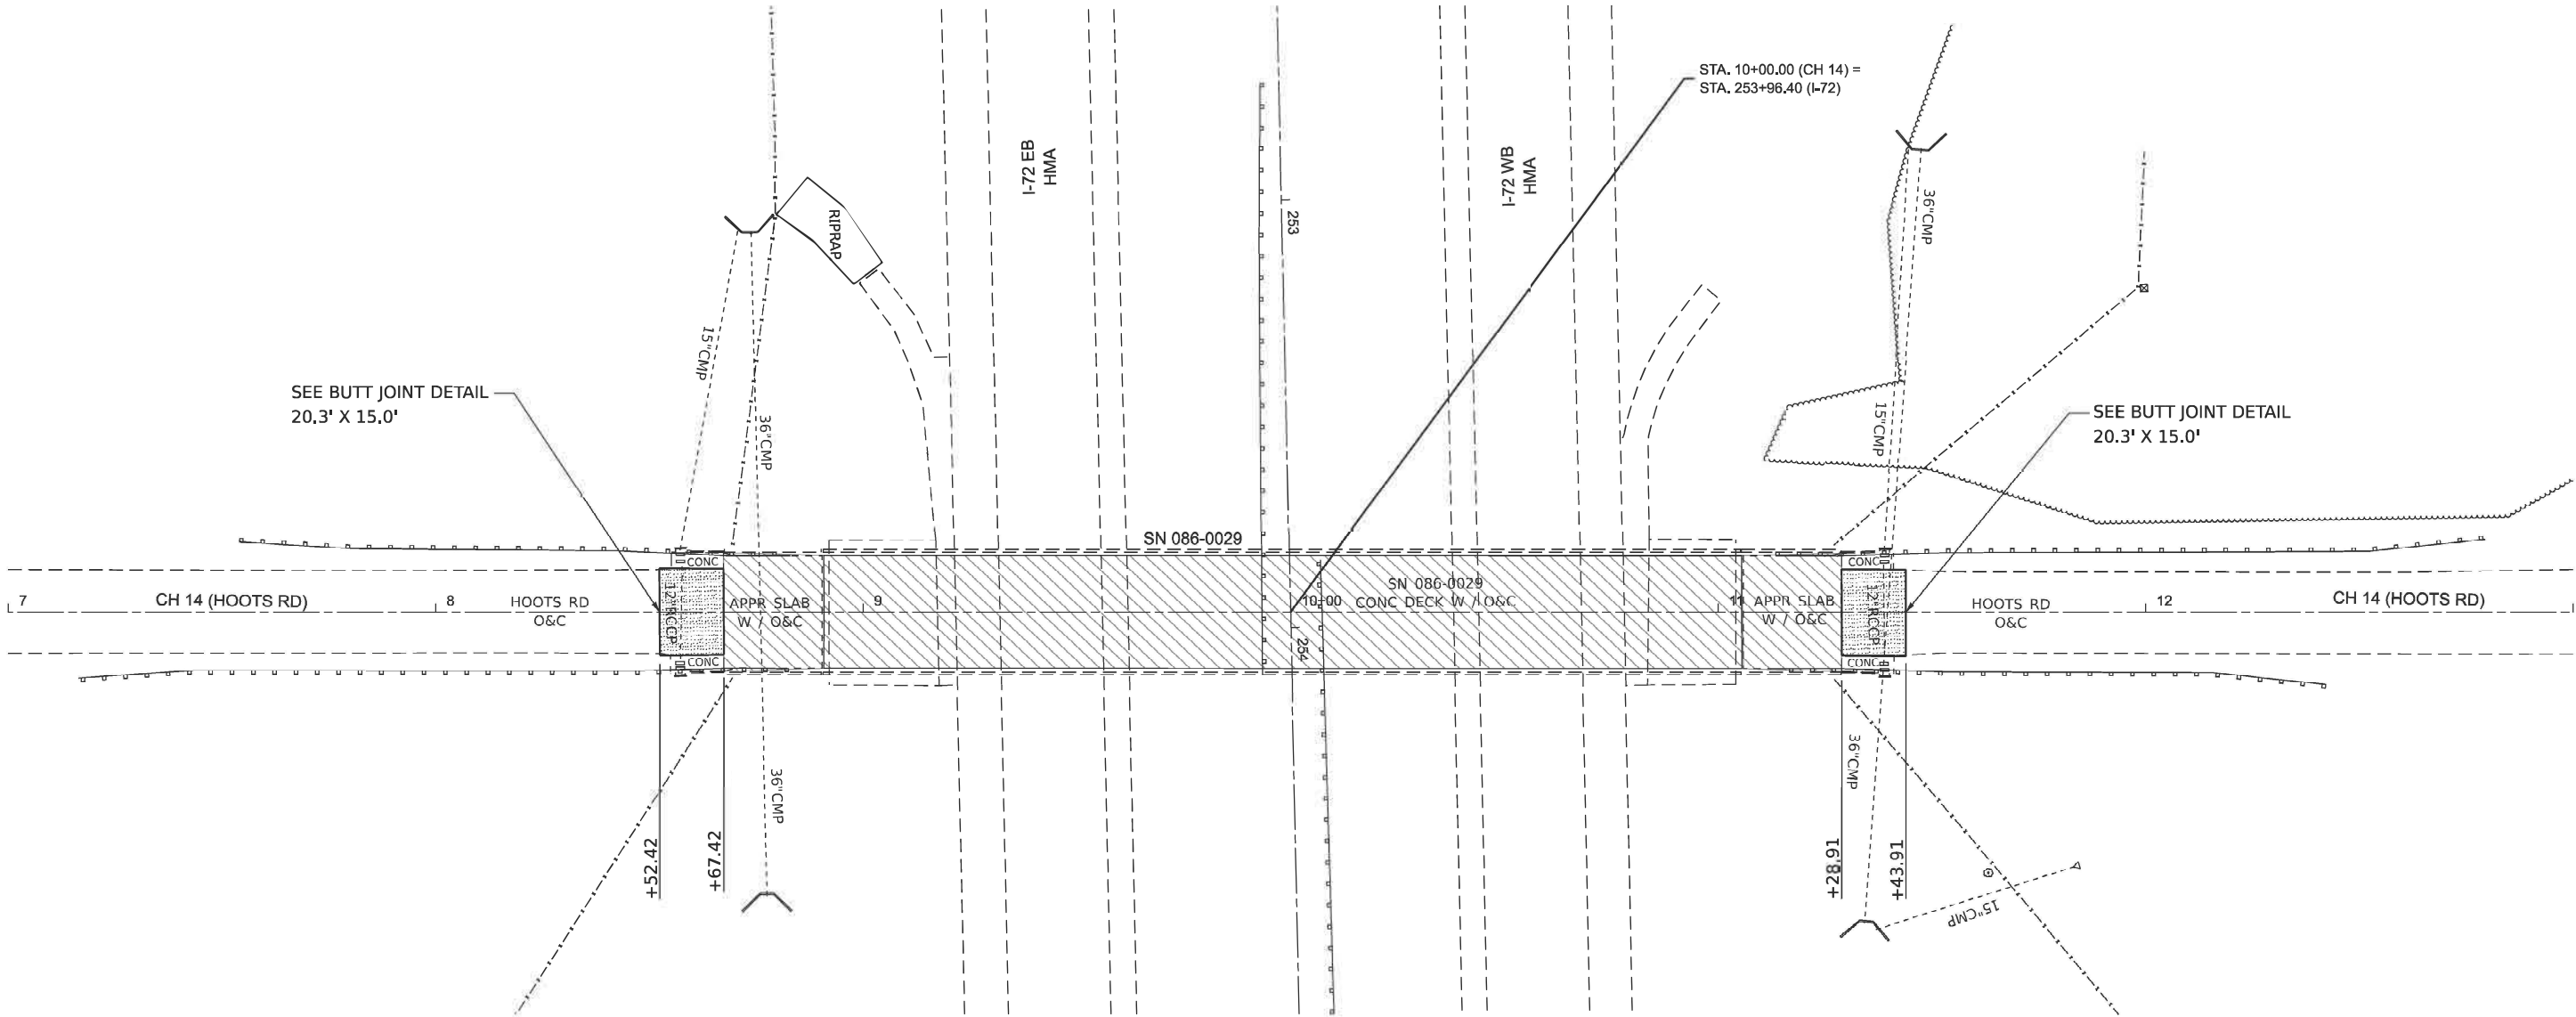 STA. 10+00.00 (CH 14) =
STA. 253+96.40 (I-72)
I-72 EB
HMA
I-72 WB
HMA
253
RIPRAP
36"CMP
15"CMP
36"CMP
15"CMP
SEE BUTT JOINT DETAIL
20.3' X 15.0'
SEE BUTT JOINT DETAIL
20.3' X 15.0'
SN 086-0029
CONC
CONC
7
CH 14 (HOOTS RD)
8
HOOTS RD
O&C
12"RCCP
APPR SLAB
W / O&C
9
10+00
SN 086-0029
CONC DECK W / O&C
11
APPR SLAB
W / O&C
12"RCCP
HOOTS RD
O&C
12
CH 14 (HOOTS RD)
254
CONC
CONC
36"CMP
36"CMP
+52.42
+67.42
+28.91
+43.91
15"CMP